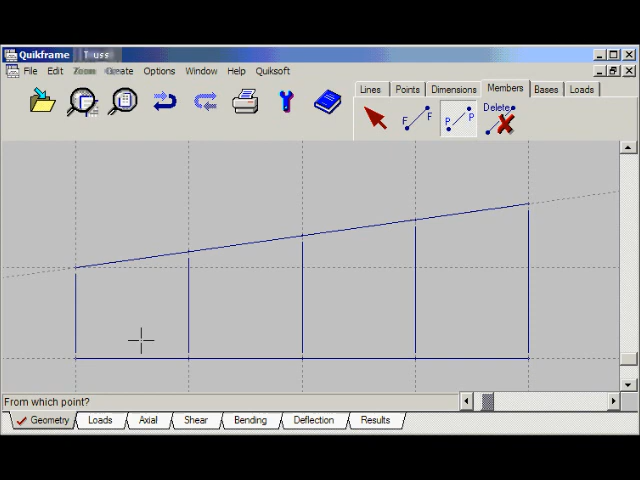 Quikframe Truss
File Edit Zoom Create Options Window Help Quiksoft
Lines Points Dimensions Members Bases Loads
F F P P Delete
From which point?
Geometry Loads Axial Shear Bending Deflection Results